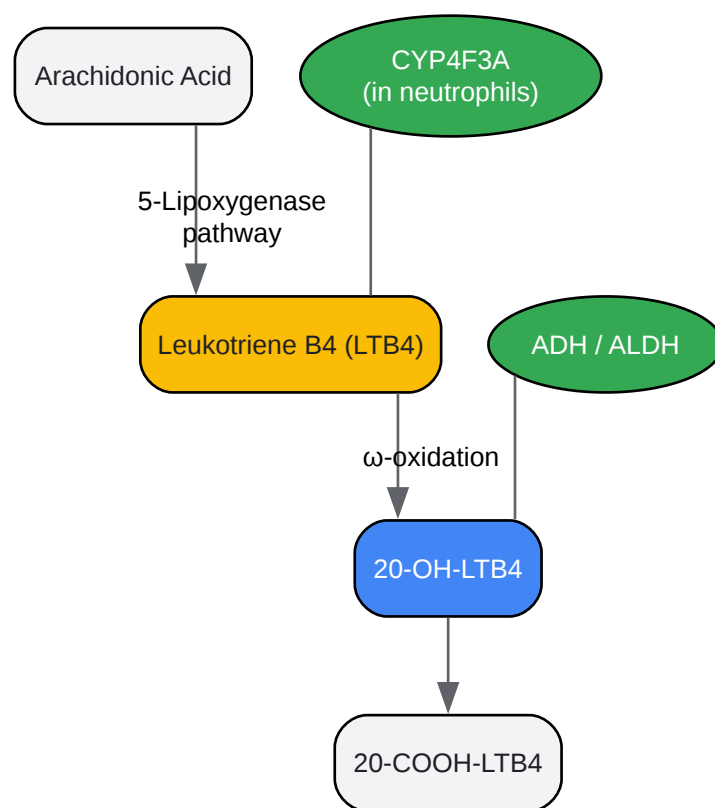 Arachidonic Acid
CYP4F3A
(in neutrophils)
5-Lipoxygenase
pathway
Leukotriene B4 (LTB4)
ADH / ALDH
ω-oxidation
20-OH-LTB4
20-COOH-LTB4